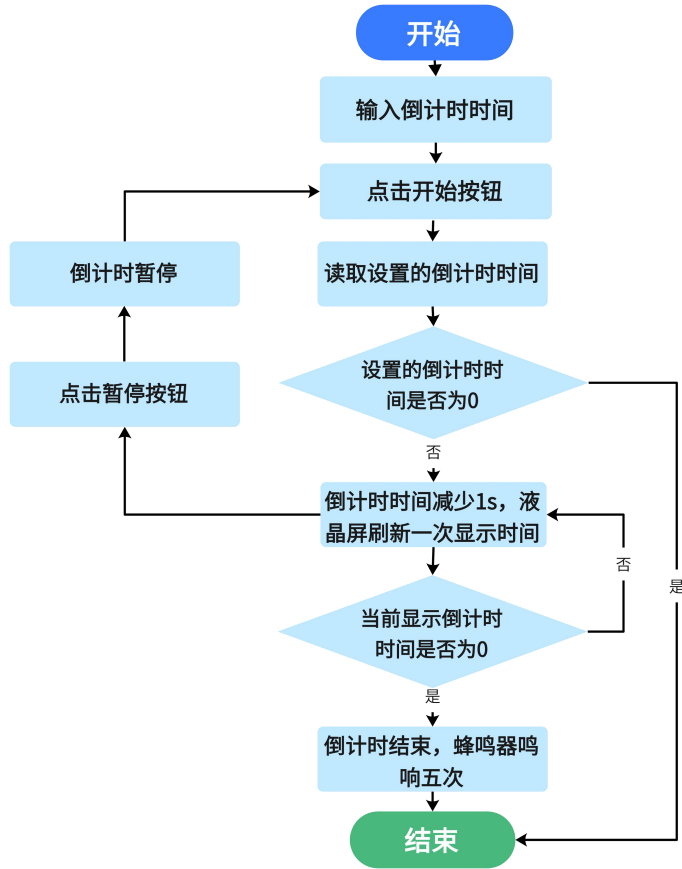 开始
输入倒计时时间
点击开始按钮
倒计时暂停
读取设置的倒计时时间
设置的倒计时时
间是否为0
点击暂停按钮
否
倒计时时间减少1s，液
晶屏刷新一次显示时间
否
是
当前显示倒计时
时间是否为0
是
倒计时结束，蜂鸣器鸣
响五次
结束